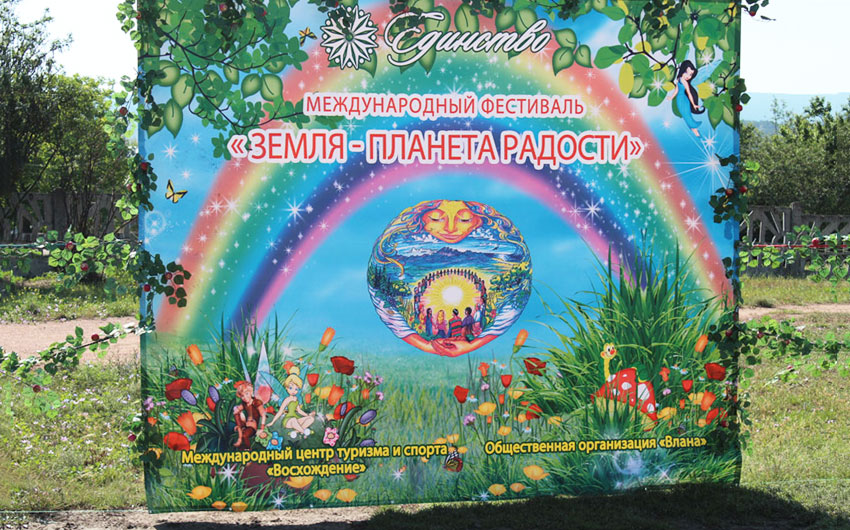 Единство
МЕЖДУНАРОДНЫЙ ФЕСТИВАЛЬ
«ЗЕМЛЯ - ПЛАНЕТА РАДОСТИ»
Международный центр туризма и спорта
«Восхождение»
Общественная организация «Влана»